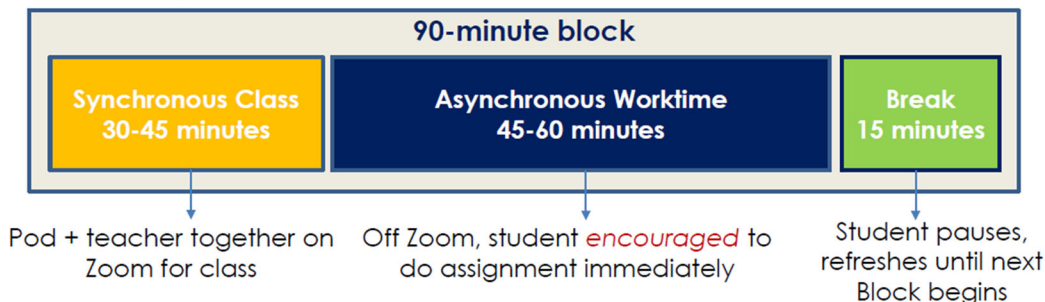 90-minute block
Synchronous Class
30-45 minutes
Asynchronous Worktime
45-60 minutes
Break
15 minutes
Pod + teacher together on
Zoom for class
Off Zoom, student encouraged to
do assignment immediately
Student pauses,
refreshes until next
Block begins